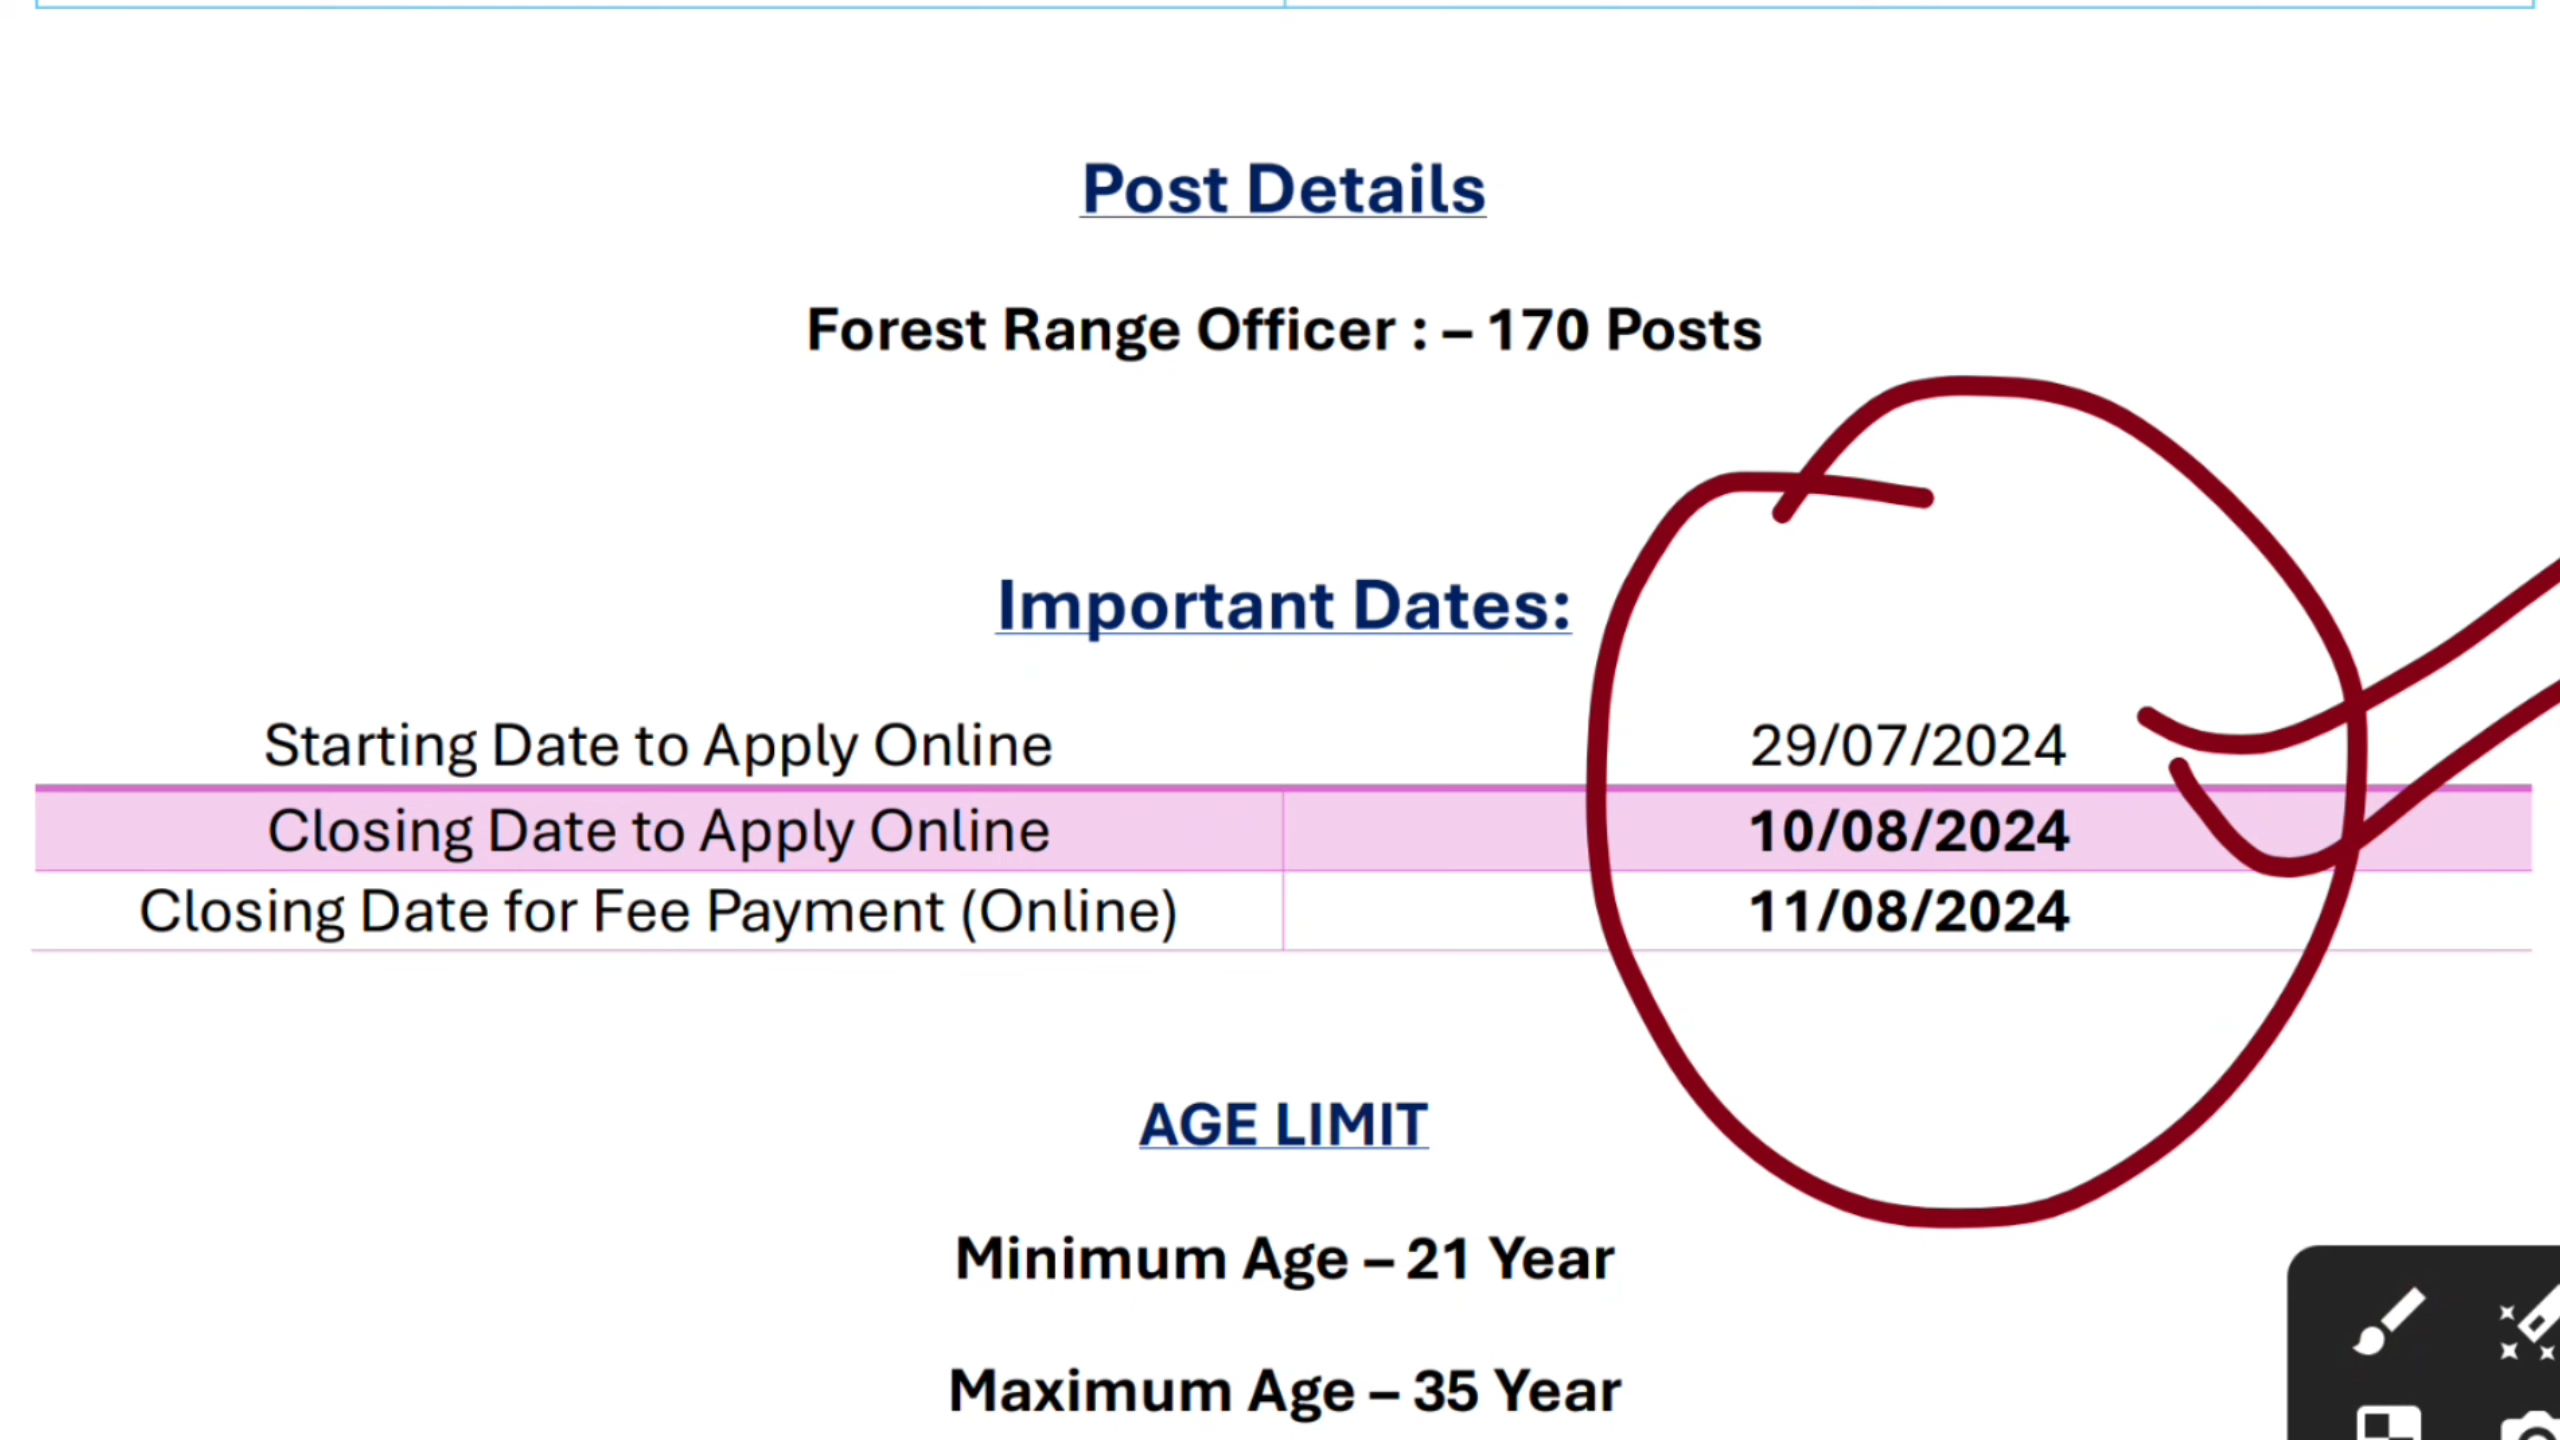 Post Details
Forest Range Officer : – 170 Posts
Important Dates:
Starting Date to Apply Online 29/07/2024
Closing Date to Apply Online 10/08/2024
Closing Date for Fee Payment (Online) 11/08/2024
AGE LIMIT
Minimum Age – 21 Year
Maximum Age – 35 Year